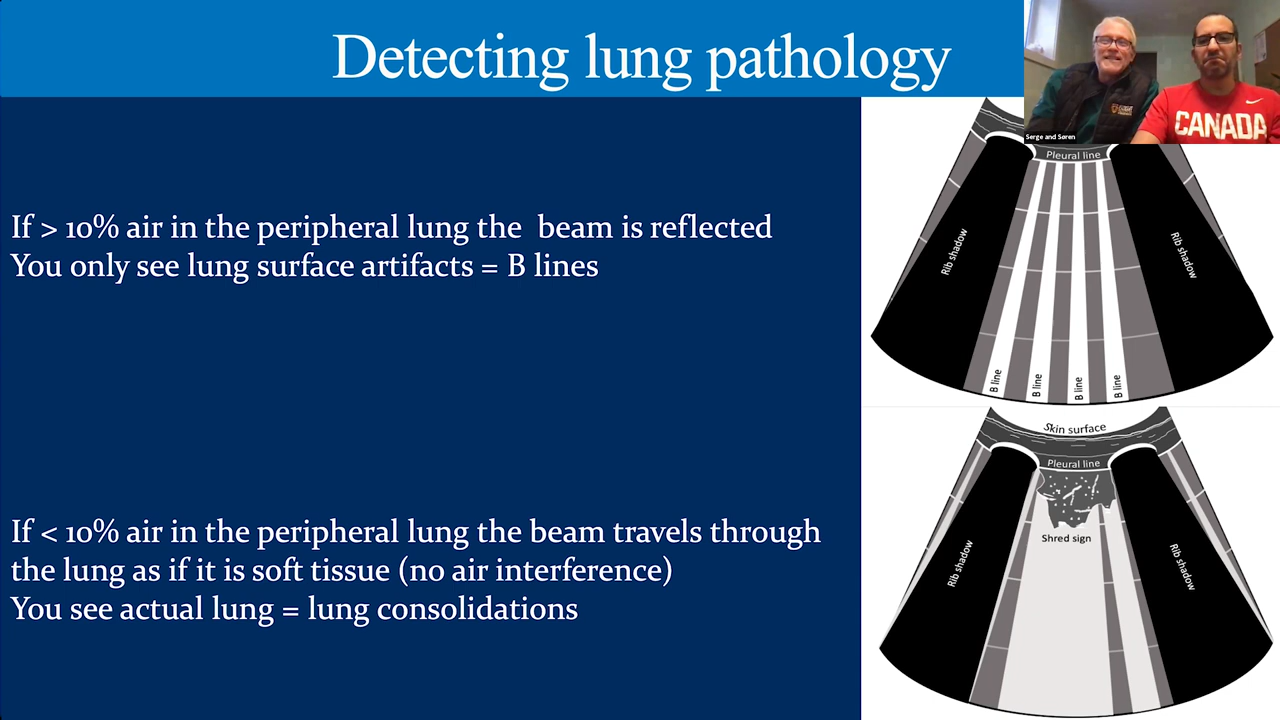 Detecting lung pathology
Serge and Søren
CANADA
If > 10% air in the peripheral lung the beam is reflected
You only see lung surface artifacts = B lines
Pleural line
Rib shadow
Rib shadow
B line
B line
B line
B line
If < 10% air in the peripheral lung the beam travels through
the lung as if it is soft tissue (no air interference)
You see actual lung = lung consolidations
Skin surface
Pleural line
Shred sign
Rib shadow
Rib shadow